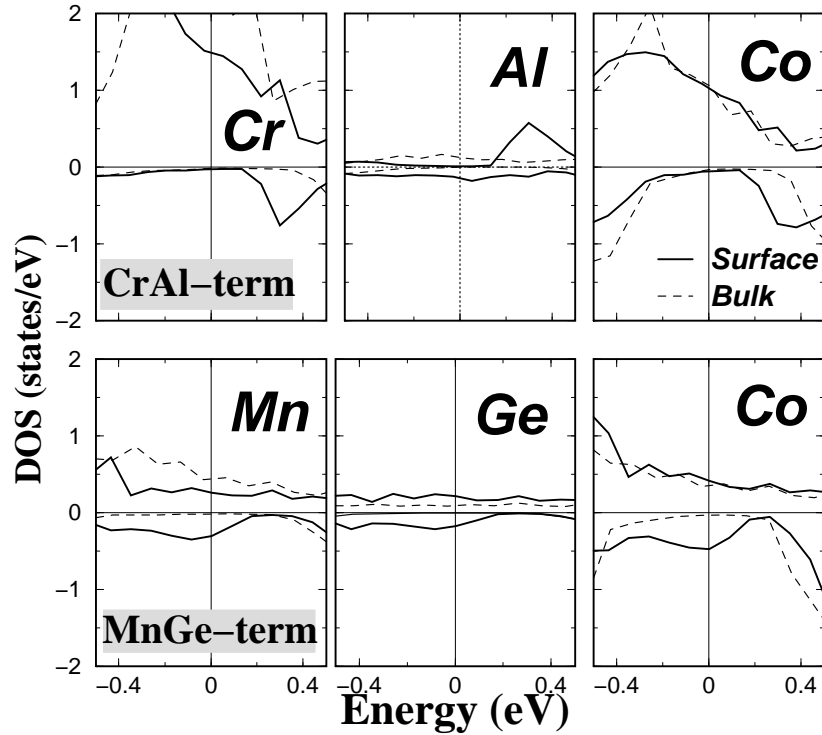 2
1
0
−1
−2
DOS (states/eV)
Cr
Al
Co
CrAl−term
Surface
Bulk
2
1
0
−1
−2
Mn
Ge
Co
MnGe−term
−0.4 0 0.4
−0.4 0 0.4
−0.4 0 0.4
Energy (eV)